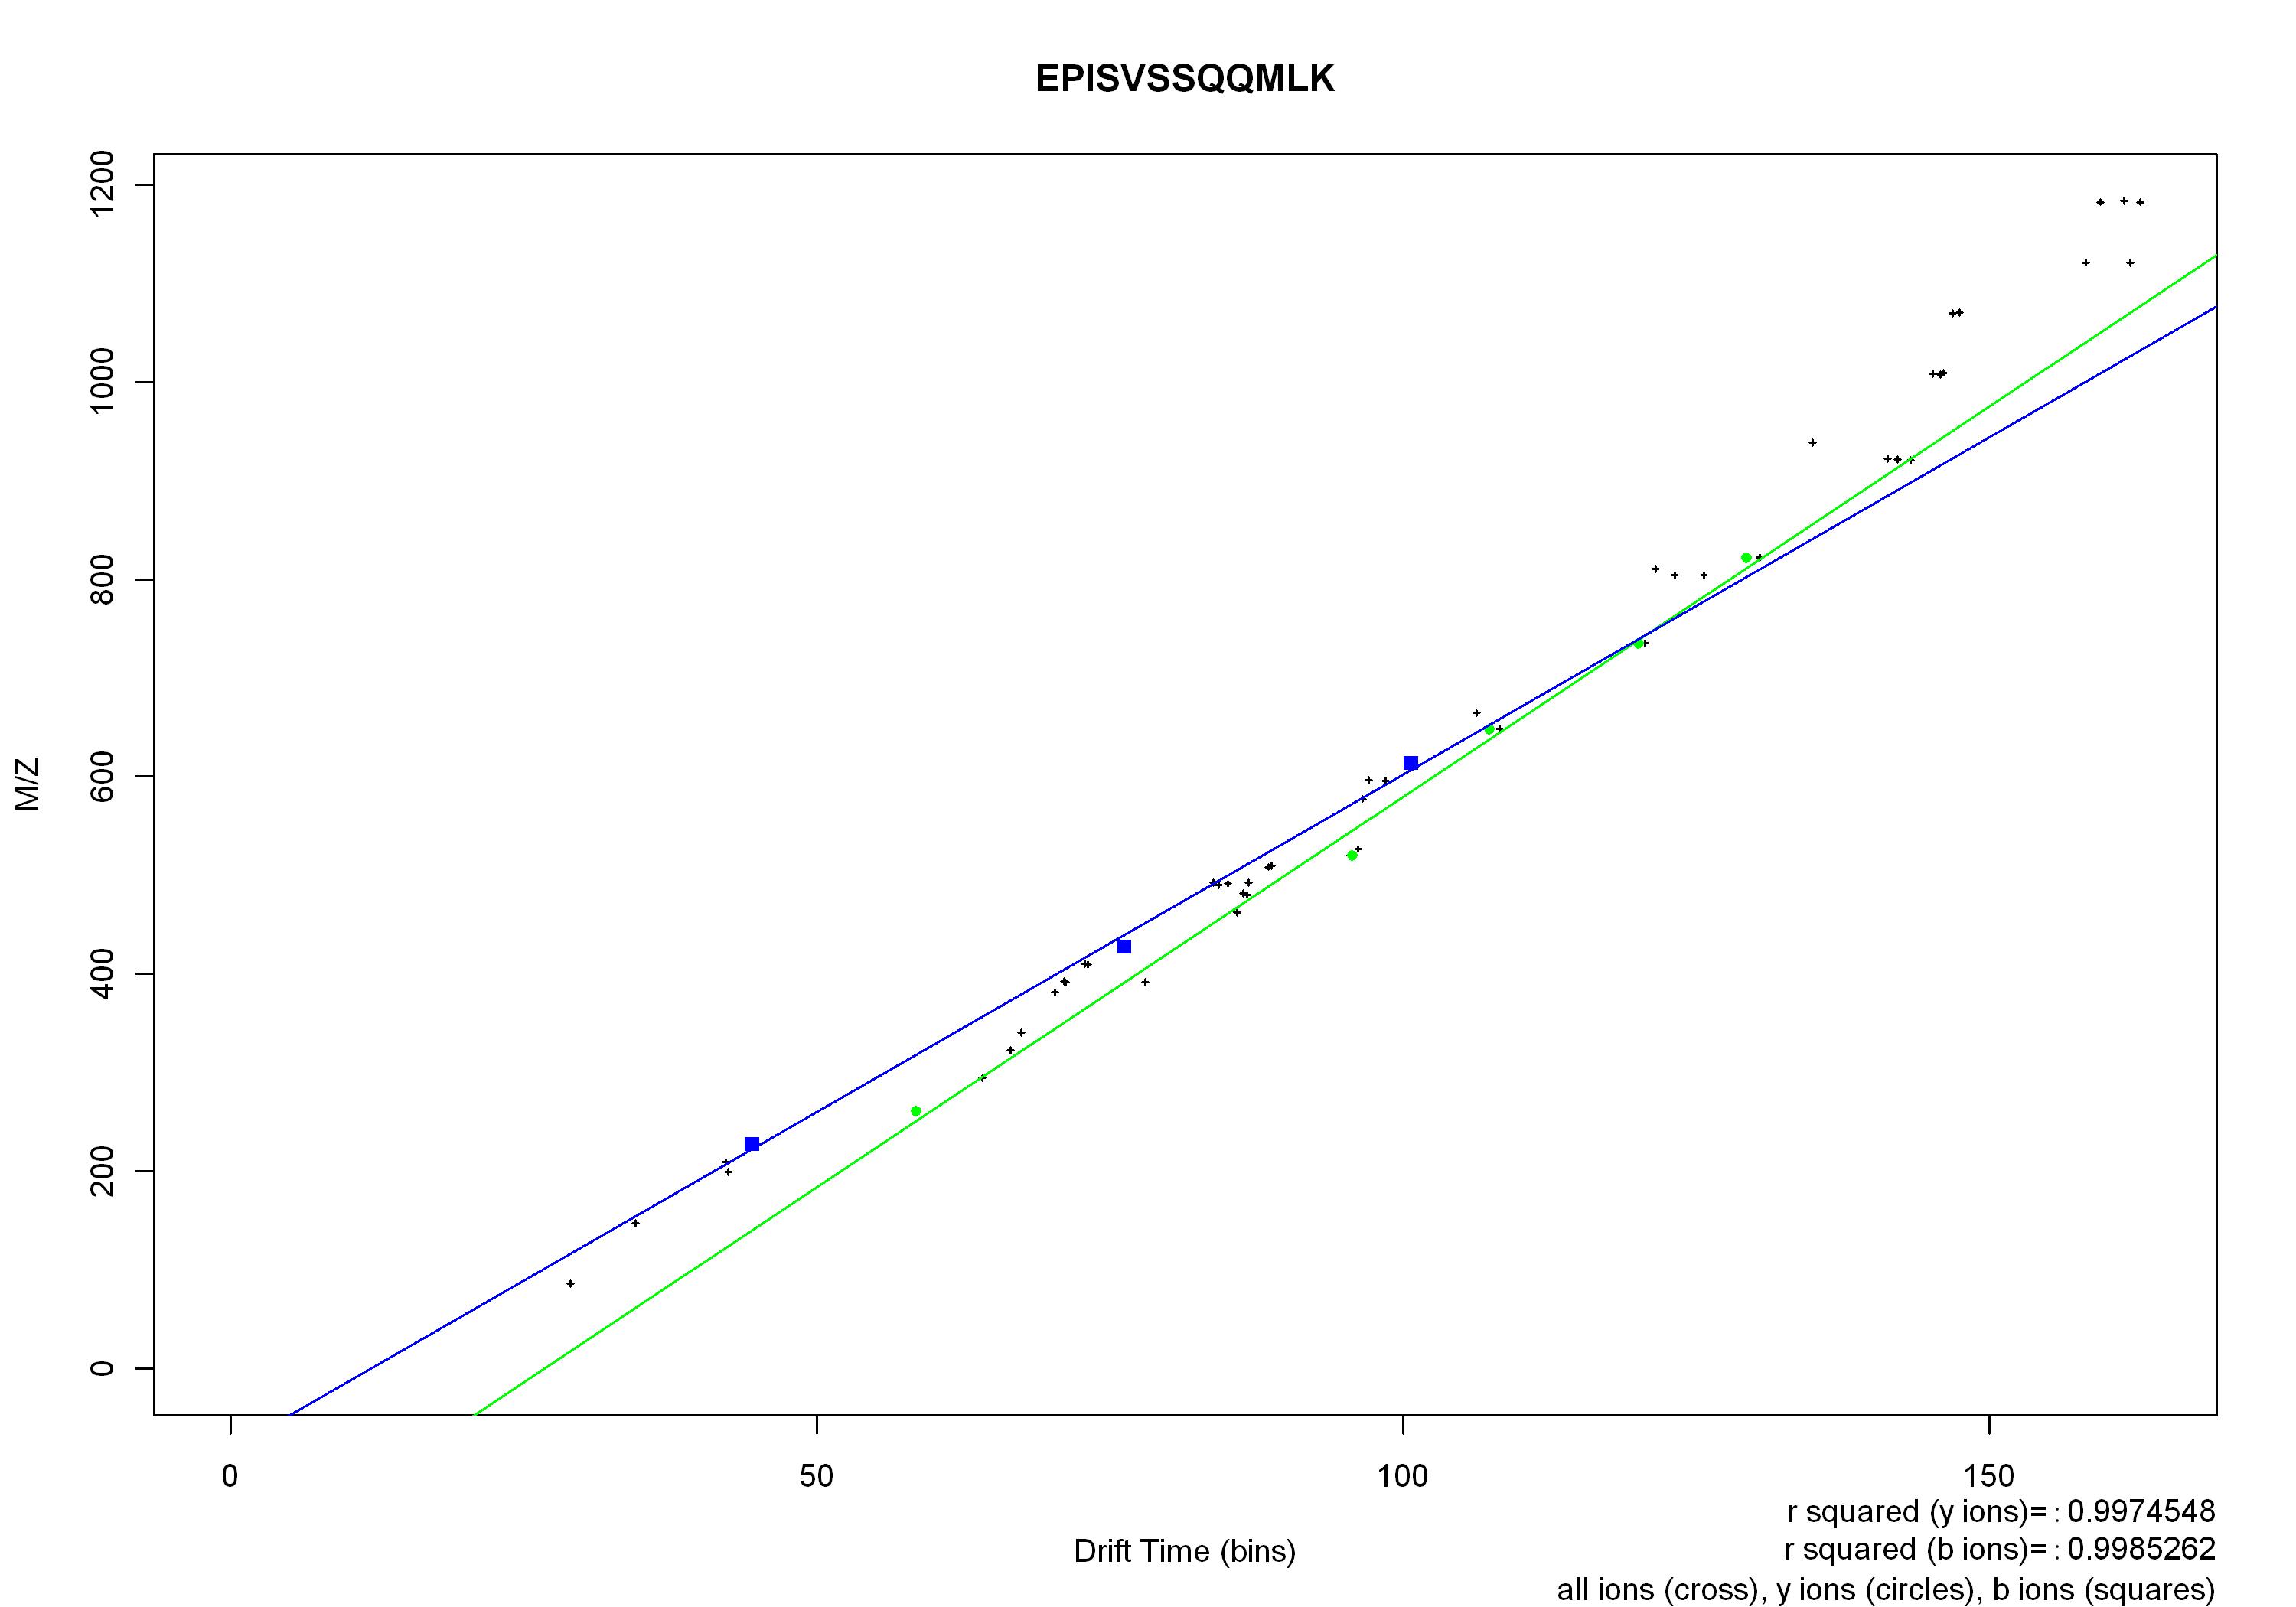 EPISVSSQQMLK
1200
1000
800
600
400
200
0
M/Z
0 50 100 150
Drift Time (bins)
r squared (y ions)= : 0.9974548
r squared (b ions)= : 0.9985262
all ions (cross), y ions (circles), b ions (squares)